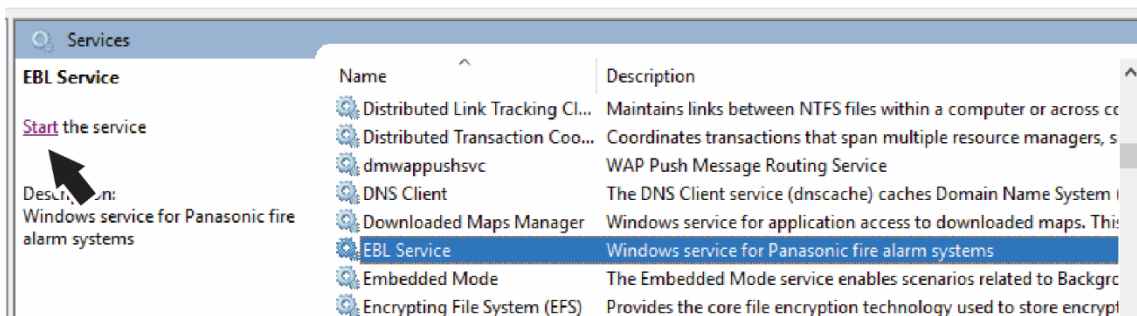 Services
EBL Service
Start the service
Description:
Windows service for Panasonic fire
alarm systems
Name Description
Distributed Link Tracking Cl... Maintains links between NTFS files within a computer or across
Distributed Transaction Coo... Coordinates transactions that span multiple resource managers,
dmwappushsvc WAP Push Message Routing Service
DNS Client The DNS Client service (dnscache) caches Domain Name System
Downloaded Maps Manager Windows service for application access to downloaded maps.
EBL Service Windows service for Panasonic fire alarm systems
Embedded Mode The Embedded Mode service enables scenarios related to
Encrypting File System (EFS) Provides the core file encryption technology used to store